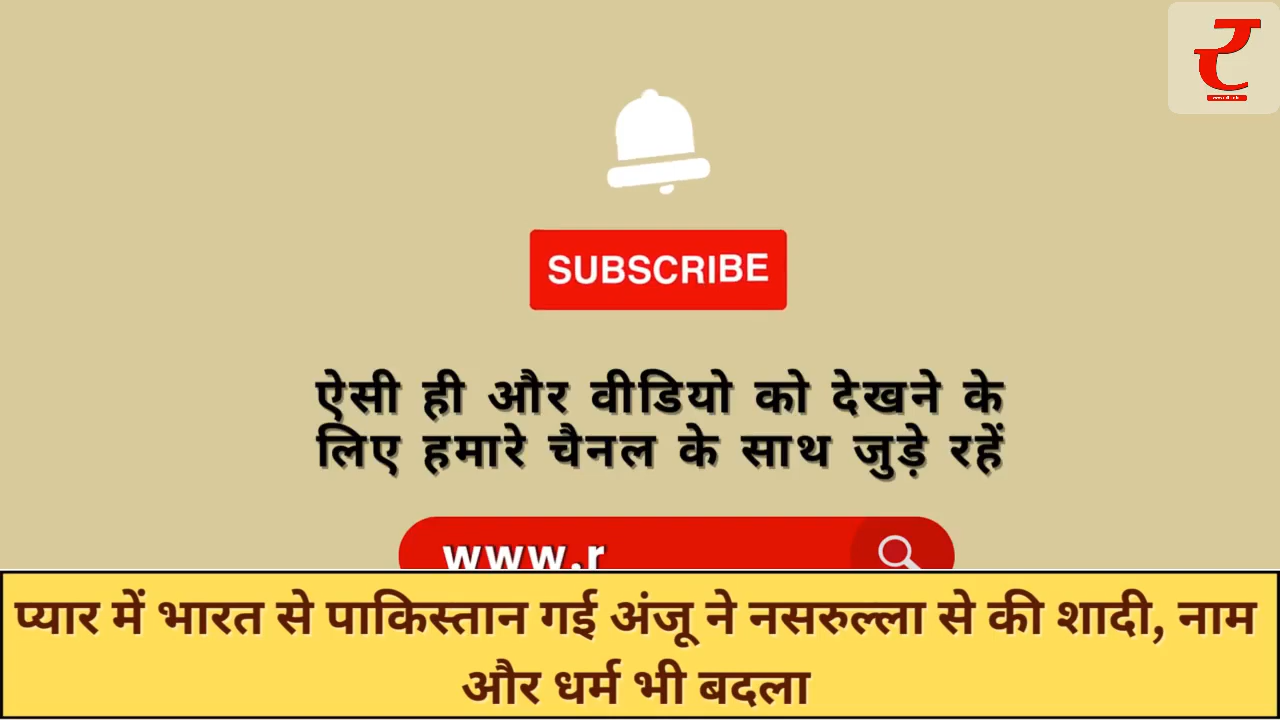 SUBSCRIBE
ऐसी ही और वीडियो को देखने के
लिए हमारे चैनल के साथ जुड़े रहें
www.r
प्यार में भारत से पाकिस्तान गई अंजू ने नसरुल्ला से की शादी, नाम
और धर्म भी बदला